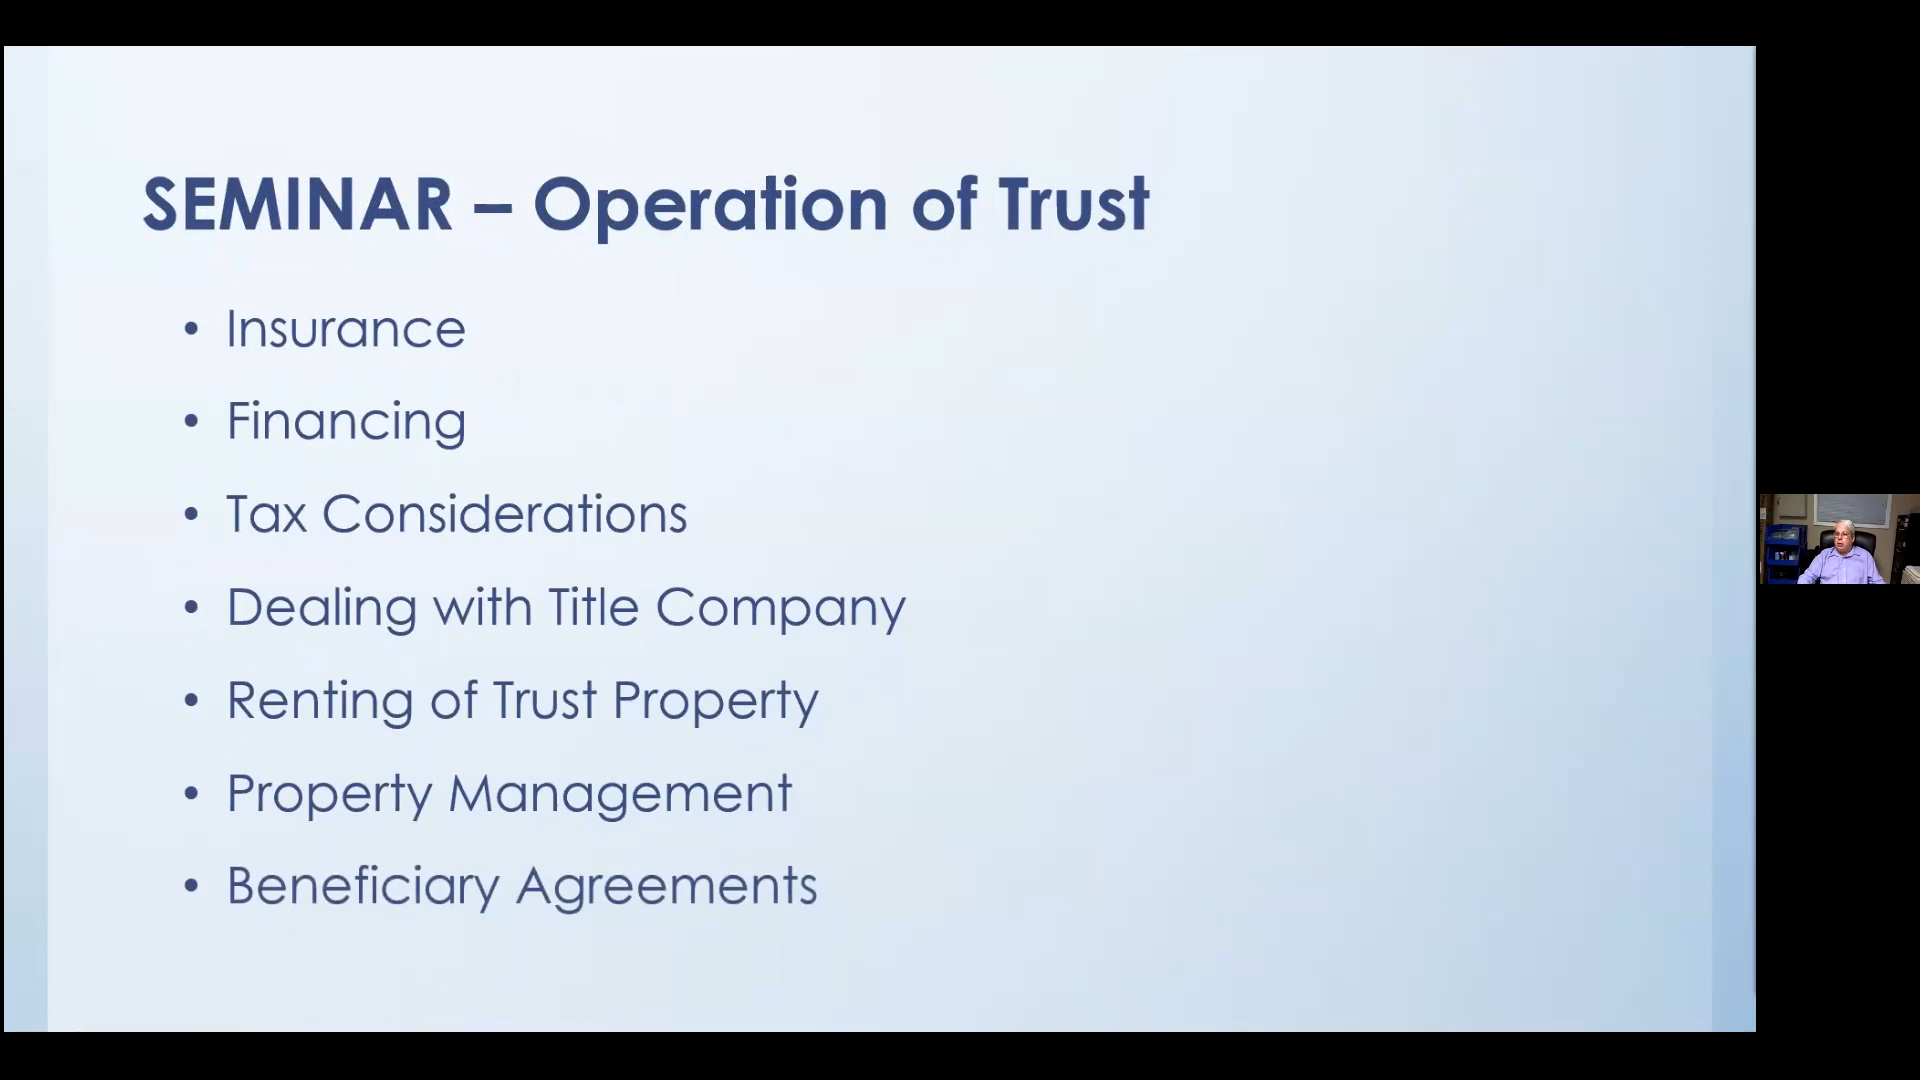 SEMINAR – Operation of Trust
• Insurance
• Financing
• Tax Considerations
• Dealing with Title Company
• Renting of Trust Property
• Property Management
• Beneficiary Agreements